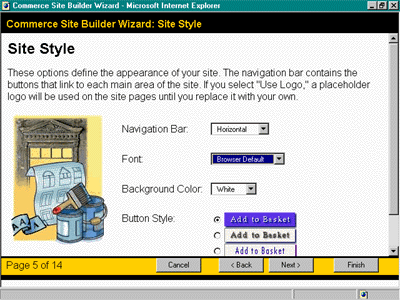 Commerce Site Builder Wizard - Microsoft Internet Explorer
Commerce Site Builder Wizard: Site Style
Site Style
These options define the appearance of your site. The navigation bar contains the
buttons that link to each main area of the site. If you select "Use Logo," a placeholder
logo will be used on the site pages until you replace it with your own.
Navigation Bar: Horizontal
Font: Browser Default
Background Color: White
Button Style: Add to Basket
Add to Basket
Add to Basket
Page 5 of 14 Cancel < Back Next > Finish